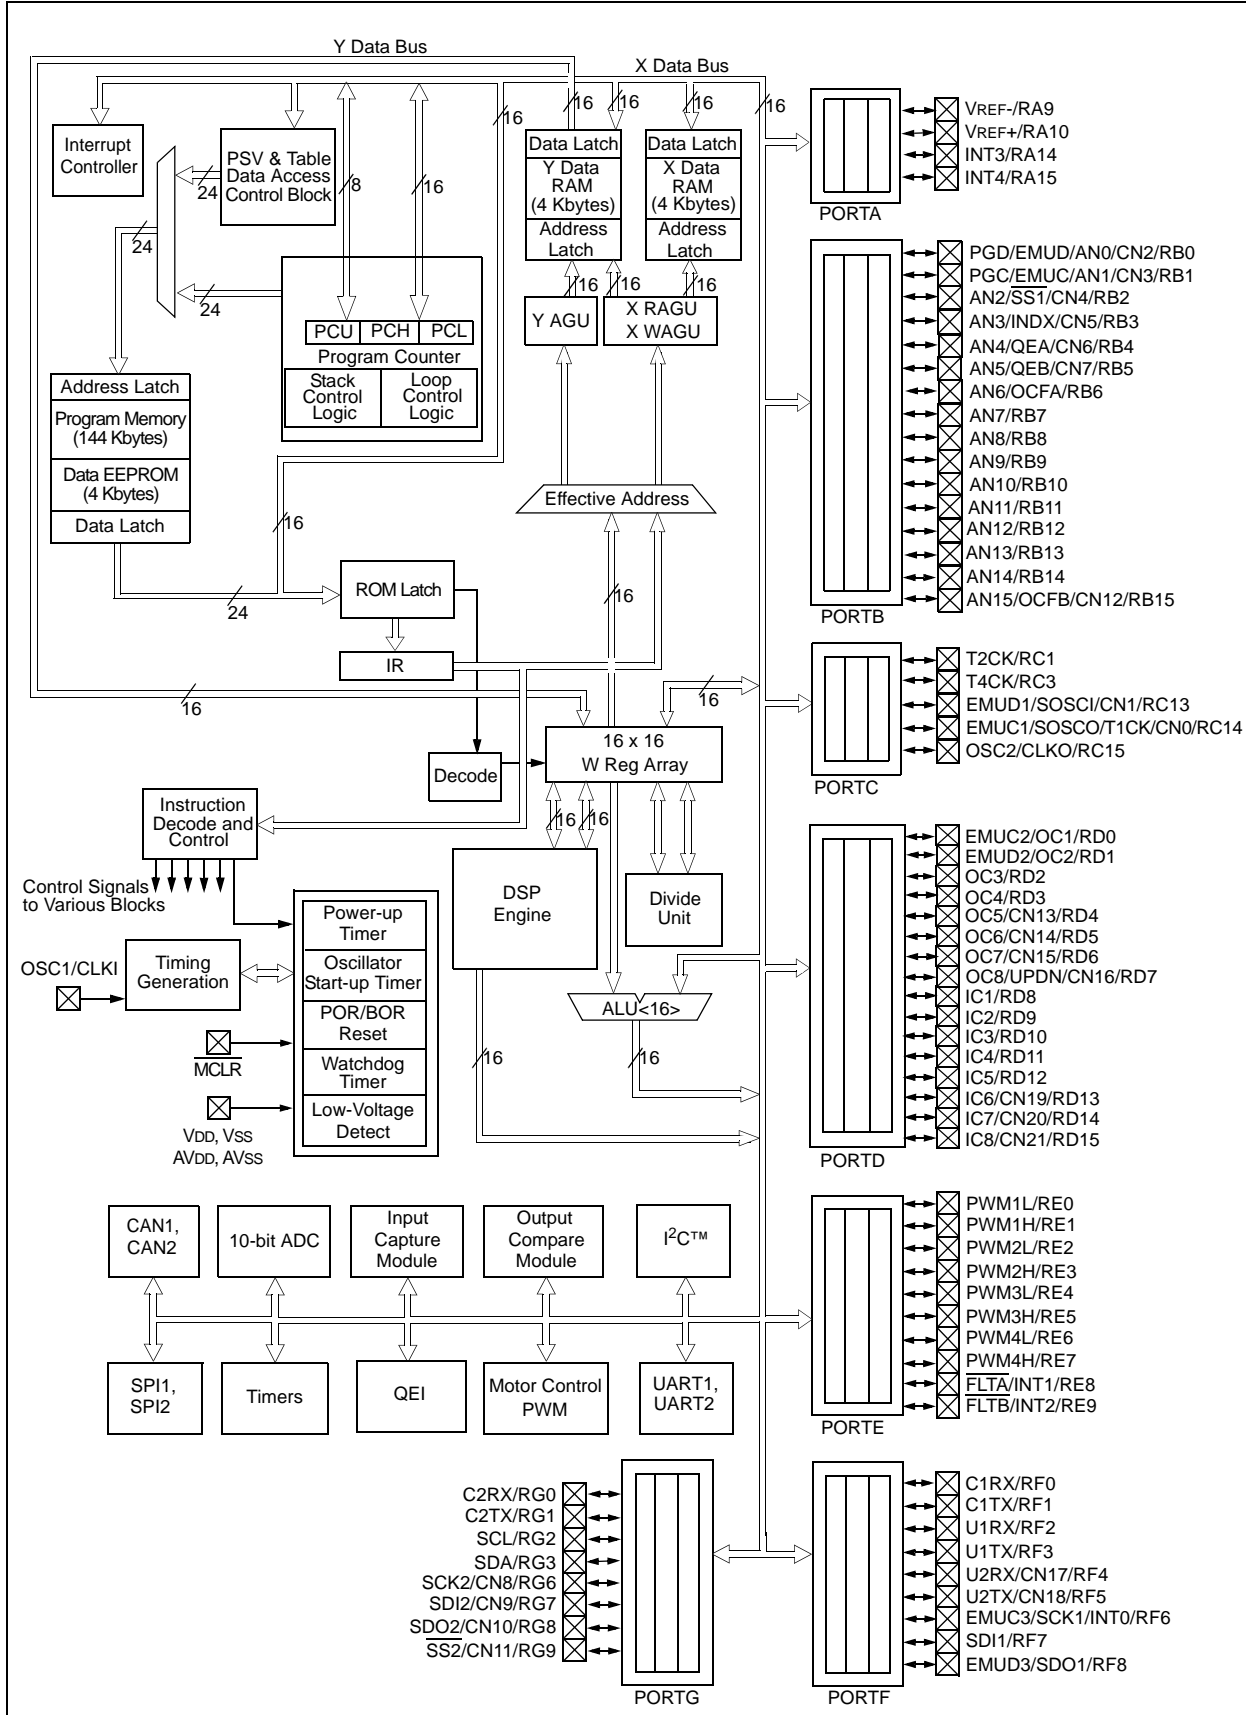 Y Data Bus
X Data Bus
16
16
16
16
16
Interrupt
Controller
PSV & Table
Data Access
Control Block
24
8
16
24
24
Data Latch
Y Data
RAM
(4 Kbytes)
Address
Latch
Data Latch
X Data
RAM
(4 Kbytes)
Address
Latch
16
16
16
Y AGU
X RAGU
X WAGU
PCU
PCH
PCL
Program Counter
Stack
Control
Logic
Loop
Control
Logic
Address Latch
Program Memory
(144 Kbytes)
Data EEPROM
(4 Kbytes)
Data Latch
16
24
Effective Address
16
ROM Latch
IR
16
16
16 x 16
W Reg Array
Decode
16
16
Instruction
Decode and
Control
Control Signals
to Various Blocks
DSP
Engine
Divide
Unit
Power-up
Timer
Oscillator
Start-up Timer
POR/BOR
Reset
Watchdog
Timer
Low-Voltage
Detect
OSC1/CLKI
Timing
Generation
MCLR
VDD, VSS
AVDD, AVSS
ALU<16>
16
16
CAN1,
CAN2
10-bit ADC
Input
Capture
Module
Output
Compare
Module
I²C™
SPI1,
SPI2
Timers
QEI
Motor Control
PWM
UART1,
UART2
VREF-/RA9
VREF+/RA10
INT3/RA14
INT4/RA15
PORTA
PGD/EMUD/AN0/CN2/RB0
PGC/EMUC/AN1/CN3/RB1
AN2/SS1/CN4/RB2
AN3/INDX/CN5/RB3
AN4/QEA/CN6/RB4
AN5/QEB/CN7/RB5
AN6/OCFA/RB6
AN7/RB7
AN8/RB8
AN9/RB9
AN10/RB10
AN11/RB11
AN12/RB12
AN13/RB13
AN14/RB14
AN15/OCFB/CN12/RB15
PORTB
T2CK/RC1
T4CK/RC3
EMUD1/SOSCI/CN1/RC13
EMUC1/SOSCO/T1CK/CN0/RC14
OSC2/CLKO/RC15
PORTC
EMUC2/OC1/RD0
EMUD2/OC2/RD1
OC3/RD2
OC4/RD3
OC5/CN13/RD4
OC6/CN14/RD5
OC7/CN15/RD6
OC8/UPDN/CN16/RD7
IC1/RD8
IC2/RD9
IC3/RD10
IC4/RD11
IC5/RD12
IC6/CN19/RD13
IC7/CN20/RD14
IC8/CN21/RD15
PORTD
PWM1L/RE0
PWM1H/RE1
PWM2L/RE2
PWM2H/RE3
PWM3L/RE4
PWM3H/RE5
PWM4L/RE6
PWM4H/RE7
FLTA/INT1/RE8
FLTB/INT2/RE9
PORTE
C2RX/RG0
C2TX/RG1
SCL/RG2
SDA/RG3
SCK2/CN8/RG6
SDI2/CN9/RG7
SDO2/CN10/RG8
SS2/CN11/RG9
PORTG
C1RX/RF0
C1TX/RF1
U1RX/RF2
U1TX/RF3
U2RX/CN17/RF4
U2TX/CN18/RF5
EMUC3/SCK1/INT0/RF6
SDI1/RF7
EMUD3/SDO1/RF8
PORTF